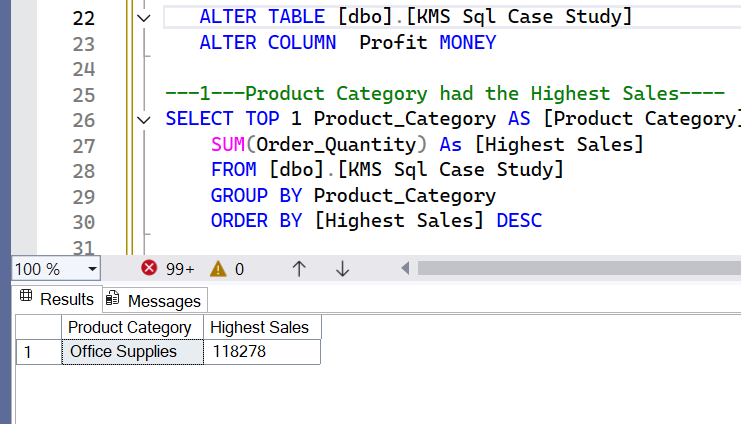 22 ALTER TABLE [dbo].[KMS Sql Case Study]
23 ALTER COLUMN  Profit MONEY
24
25 ---1---Product Category had the Highest Sales----
26 SELECT TOP 1 Product_Category AS [Product Category]
27 SUM(Order_Quantity) As [Highest Sales]
28 FROM [dbo].[KMS Sql Case Study]
29 GROUP BY Product_Category
30 ORDER BY [Highest Sales] DESC
31
100 % 99+ 0
Results Messages
Product Category Highest Sales
1 Office Supplies 118278